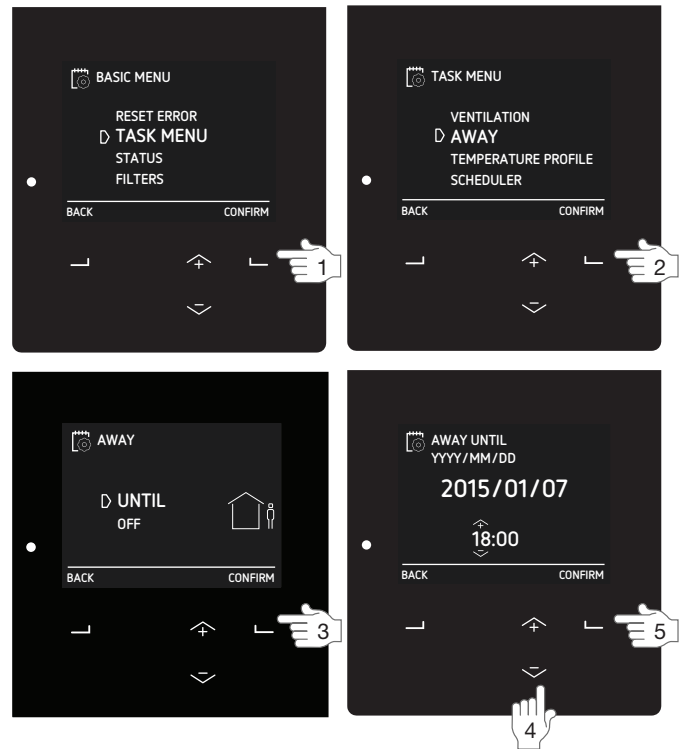 BASIC MENU
RESET ERROR
TASK MENU
STATUS
FILTERS
BACK CONFIRM
1
TASK MENU
VENTILATION
AWAY
TEMPERATURE PROFILE
SCHEDULER
BACK CONFIRM
2
AWAY
UNTIL
OFF
BACK CONFIRM
3
AWAY UNTIL
YYYY/MM/DD
2015/01/07
18:00
BACK CONFIRM
5
4